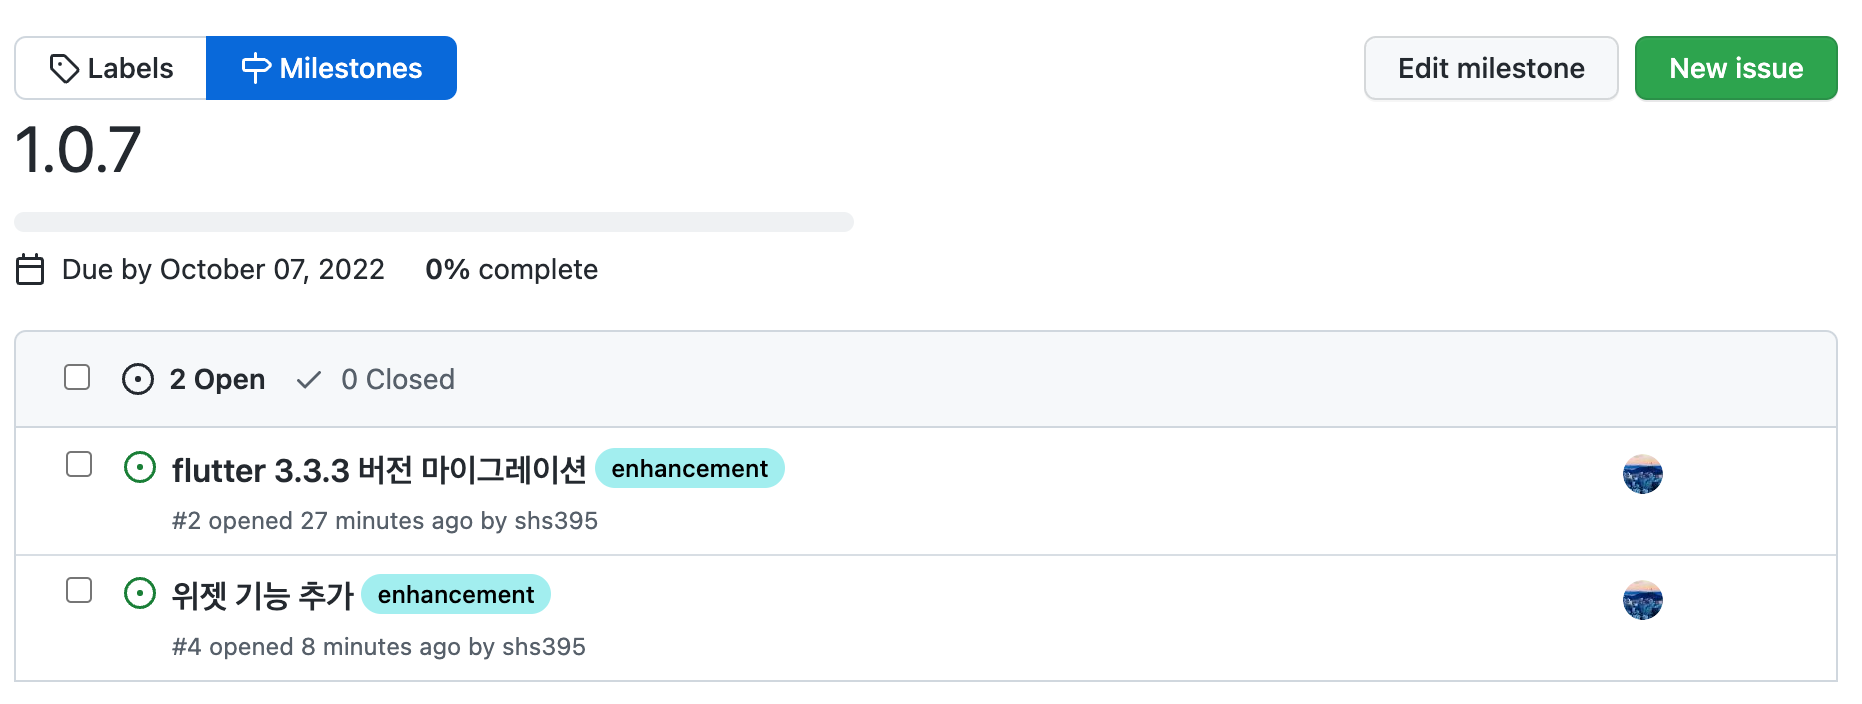 Labels Milestones Edit milestone New issue
1.0.7
Due by October 07, 2022 0% complete
2 Open 0 Closed
flutter 3.3.3 버전 마이그레이션 enhancement
#2 opened 27 minutes ago by shs395
위젯 기능 추가 enhancement
#4 opened 8 minutes ago by shs395